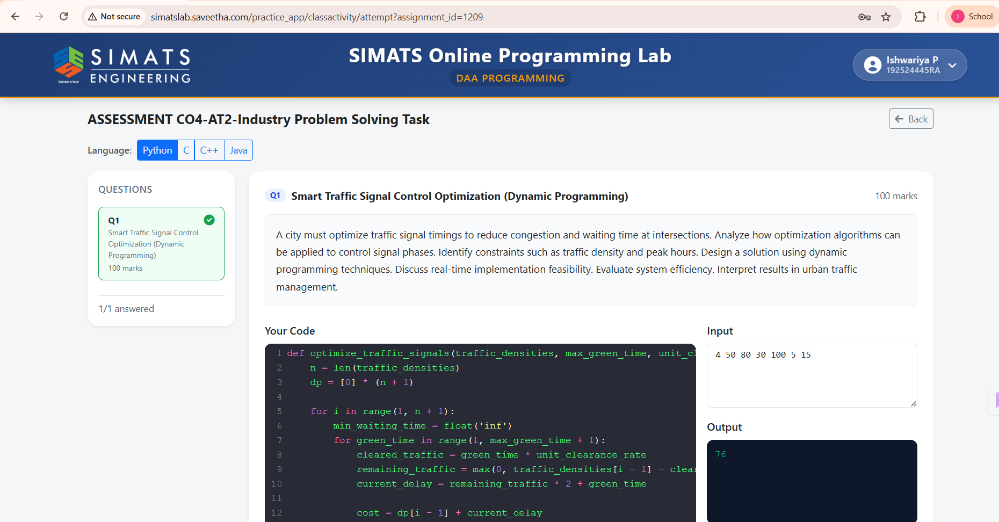 Not secure simatslab.saveetha.com/practice_app/classactivity/attempt?assignment_id=1209
I School
SIMATS
ENGINEERING
Engineer to Excel
SIMATS Online Programming Lab
DAA PROGRAMMING
Ishwariya P
192524445RA
ASSESSMENT CO4-AT2-Industry Problem Solving Task
Back
Language: Python C C++ Java
QUESTIONS
Q1
Smart Traffic Signal Control
Optimization (Dynamic
Programming)
100 marks
1/1 answered
Q1 Smart Traffic Signal Control Optimization (Dynamic Programming) 100 marks
A city must optimize traffic signal timings to reduce congestion and waiting time at intersections. Analyze how optimization algorithms can
be applied to control signal phases. Identify constraints such as traffic density and peak hours. Design a solution using dynamic
programming techniques. Discuss real-time implementation feasibility. Evaluate system efficiency. Interpret results in urban traffic
management.
Your Code
1 def optimize_traffic_signals(traffic_densities, max_green_time, unit_cl
2 n = len(traffic_densities)
3 dp = [0] * (n + 1)
4
5 for i in range(1, n + 1):
6 min_waiting_time = float('inf')
7 for green_time in range(1, max_green_time + 1):
8 cleared_traffic = green_time * unit_clearance_rate
9 remaining_traffic = max(0, traffic_densities[i - 1] - clear
10 current_delay = remaining_traffic * 2 + green_time
11
12 cost = dp[i - 1] + current_delay
Input
4 50 80 30 100 5 15
Output
76